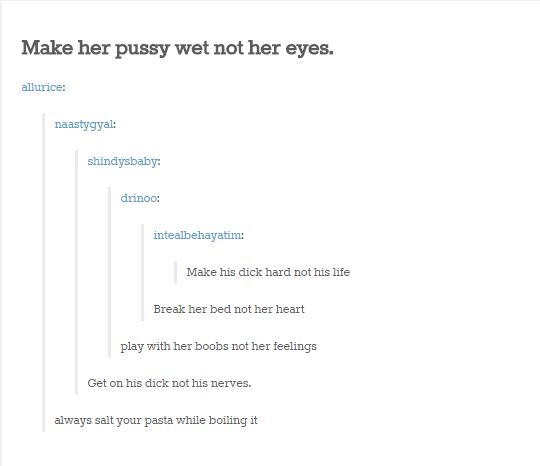 Make her pussy wet not her eyes.
allurice:
naastygyal:
shindysbaby:
drinoo:
intealbehayatim:
Make his dick hard not his life
Break her bed not her heart
play with her boobs not her feelings
Get on his dick not his nerves.
always salt your pasta while boiling it